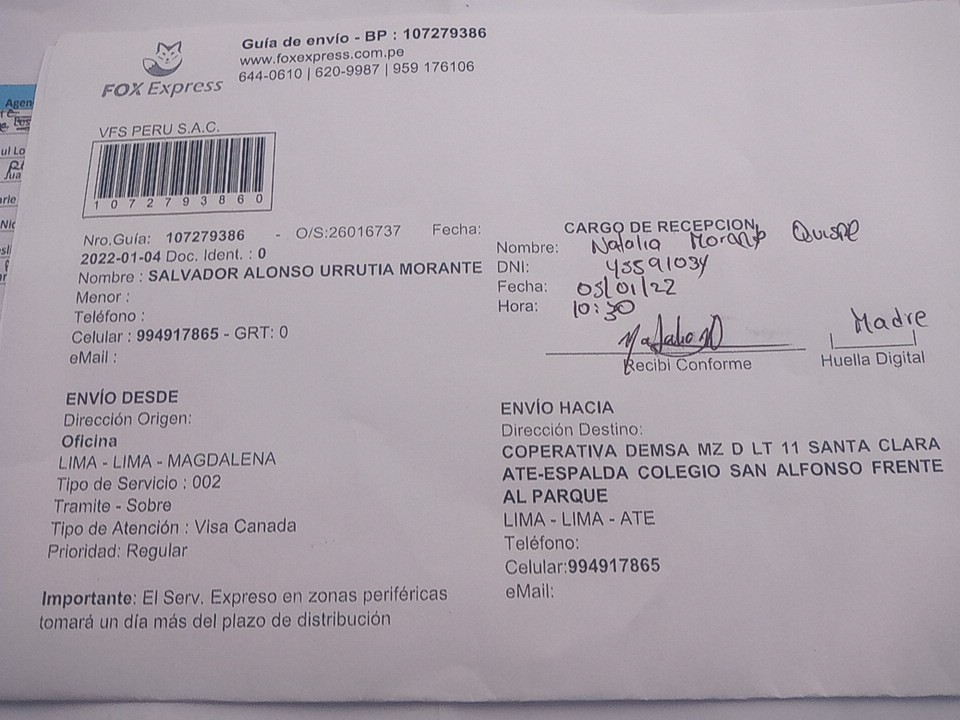 FOX Express
Guía de envío - BP : 107279386
www.foxexpress.com.pe
644-0610 | 620-9987 | 959 176106
VFS PERU S.A.C.
1 0 7 2 7 9 3 8 6 0
Nro.Guía: 107279386 - O/S:26016737 Fecha:
2022-01-04 Doc. Ident. : 0
Nombre : SALVADOR ALONSO URRUTIA MORANTE
Menor :
Teléfono :
Celular : 994917865 - GRT: 0
eMail :
CARGO DE RECEPCION
Nombre: Natalia Morante Quispe
DNI: 45591034
Fecha: 05/01/22
Hora: 10:30
Recibi Conforme
Madre
Huella Digital
ENVÍO DESDE
Dirección Origen:
Oficina
LIMA - LIMA - MAGDALENA
Tipo de Servicio : 002
Tramite - Sobre
Tipo de Atención : Visa Canada
Prioridad: Regular
ENVÍO HACIA
Dirección Destino:
COPERATIVA DEMSA MZ D LT 11 SANTA CLARA
ATE-ESPALDA COLEGIO SAN ALFONSO FRENTE
AL PARQUE
LIMA - LIMA - ATE
Teléfono:
Celular:994917865
eMail:
Importante: El Serv. Expreso en zonas periféricas
tomará un día más del plazo de distribución